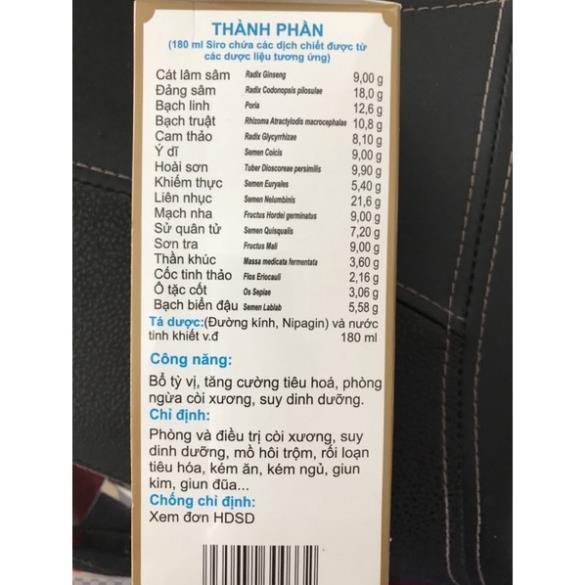 THÀNH PHẦN
(180 ml Siro chứa các dịch chiết được từ
các dược liệu tương ứng)
Cát lâm sâm Radix Ginseng 9,00 g
Đảng sâm Radix Codonopsis pilosulae 18,0 g
Bạch linh Poria 12,6 g
Bạch truật Rhizoma Atractylodis macrocephalae 10,8 g
Cam thảo Radix Glycyrrhizae 8,10 g
Ý dĩ Semen Coicis 9,00 g
Hoài sơn Tuber Dioscoreae persimilis 9,90 g
Khiếm thực Semen Euryales 5,40 g
Liên nhục Semen Nelumbinis 21,6 g
Mạch nha Fructus Hordei germinatus 9,00 g
Sử quân tử Semen Quisqualis 7,20 g
Sơn tra Fructus Mali 9,00 g
Thần khúc Massa medicata fermentata 3,60 g
Cốc tinh thảo Flos Eriocauli 2,16 g
Ô tặc cốt Os Sepiae 3,06 g
Bạch biển đậu Semen Lablab 5,58 g
Tá dược:(Đường kính, Nipagin) và nước
tinh khiết v.đ 180 ml
Công năng:
Bổ tỳ vị, tăng cường tiêu hoá, phòng
ngừa còi xương, suy dinh dưỡng.
Chỉ định:
Phòng và điều trị còi xương, suy
dinh dưỡng, mồ hôi trộm, rối loạn
tiêu hóa, kém ăn, kém ngủ, giun
kim, giun đũa...
Chống chỉ định:
Xem đơn HDSD